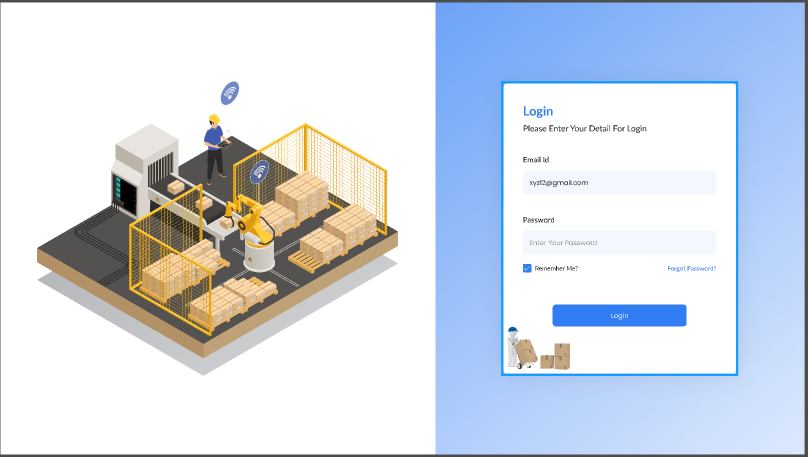 Login
Please Enter Your Detail For Login
Email Id
xyz12@gmail.com
Password
Enter Your Password
Remember Me?
Forgot Password?
Login